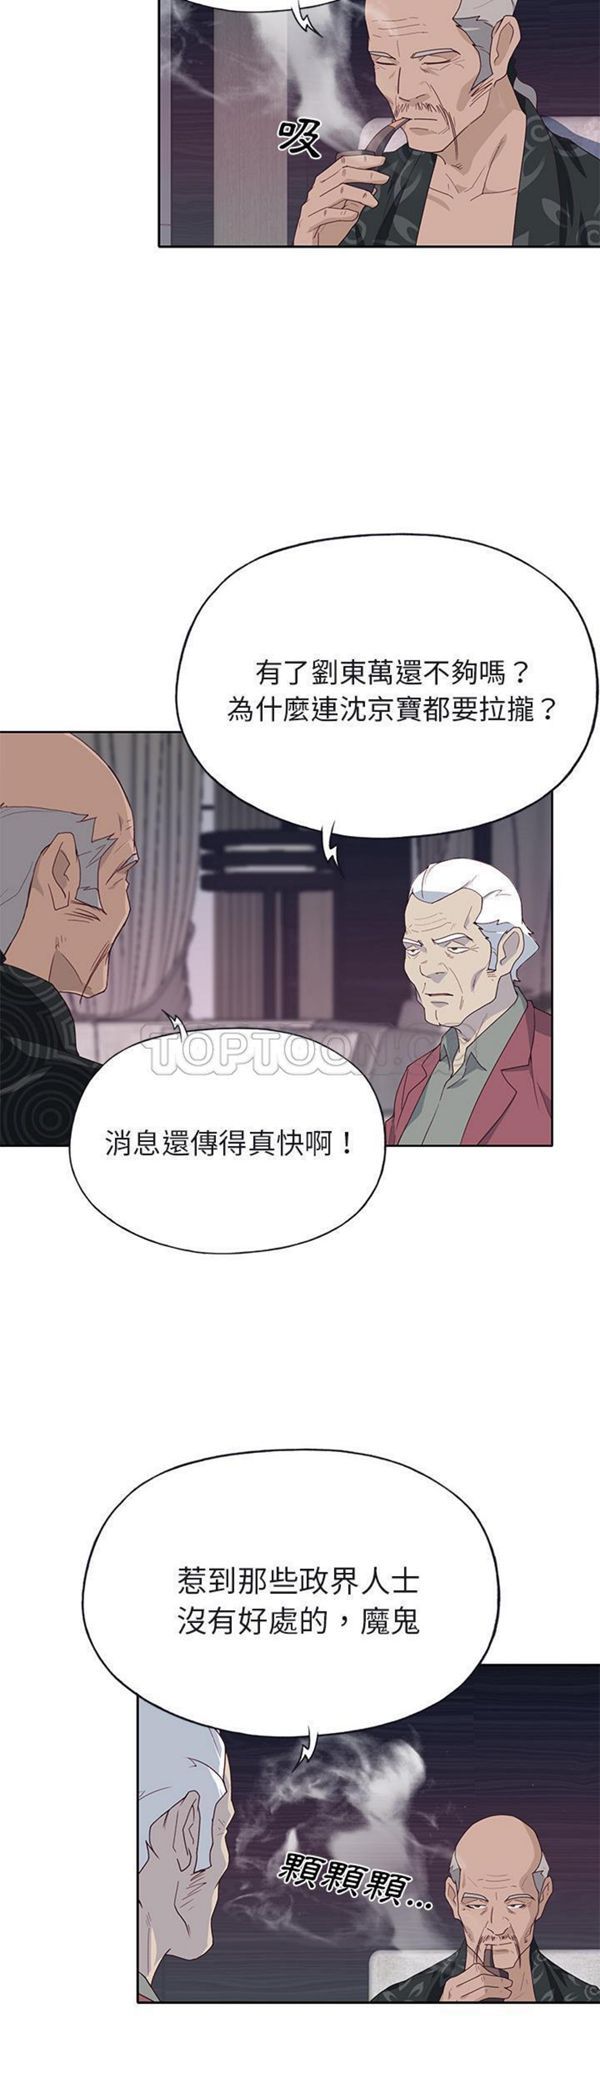 吸
有了劉東萬還不夠嗎？
為什麼連沈京寶都要拉攏？
TOPTOON.CO
消息還傳得真快啊！
惹到那些政界人士
沒有好處的，魔鬼
顆顆顆…